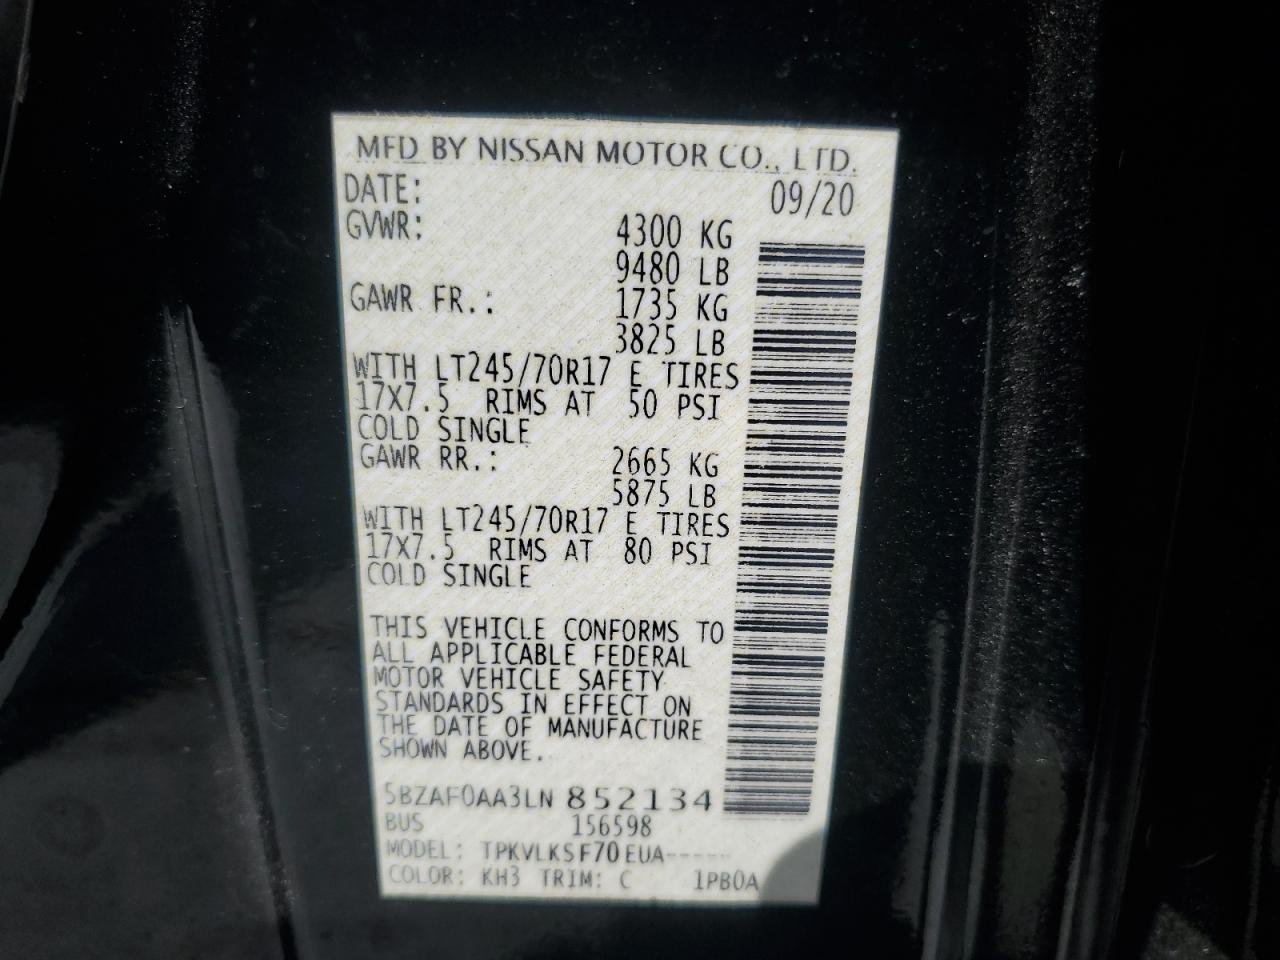 MFD BY NISSAN MOTOR CO., LTD.
DATE: 09/20
GVWR: 4300 KG
9480 LB
GAWR FR.: 1735 KG
3825 LB
WITH LT245/70R17 E TIRES
17X7.5 RIMS AT 50 PSI
COLD SINGLE
GAWR RR.: 2665 KG
5875 LB
WITH LT245/70R17 E TIRES
17X7.5 RIMS AT 80 PSI
COLD SINGLE
THIS VEHICLE CONFORMS TO
ALL APPLICABLE FEDERAL
MOTOR VEHICLE SAFETY
STANDARDS IN EFFECT ON
THE DATE OF MANUFACTURE
SHOWN ABOVE.
5BZAF0AA3LN 852134
BUS 156598
MODEL: TPKVLKSF70EUA-----
COLOR: KH3 TRIM: C 1PB0A